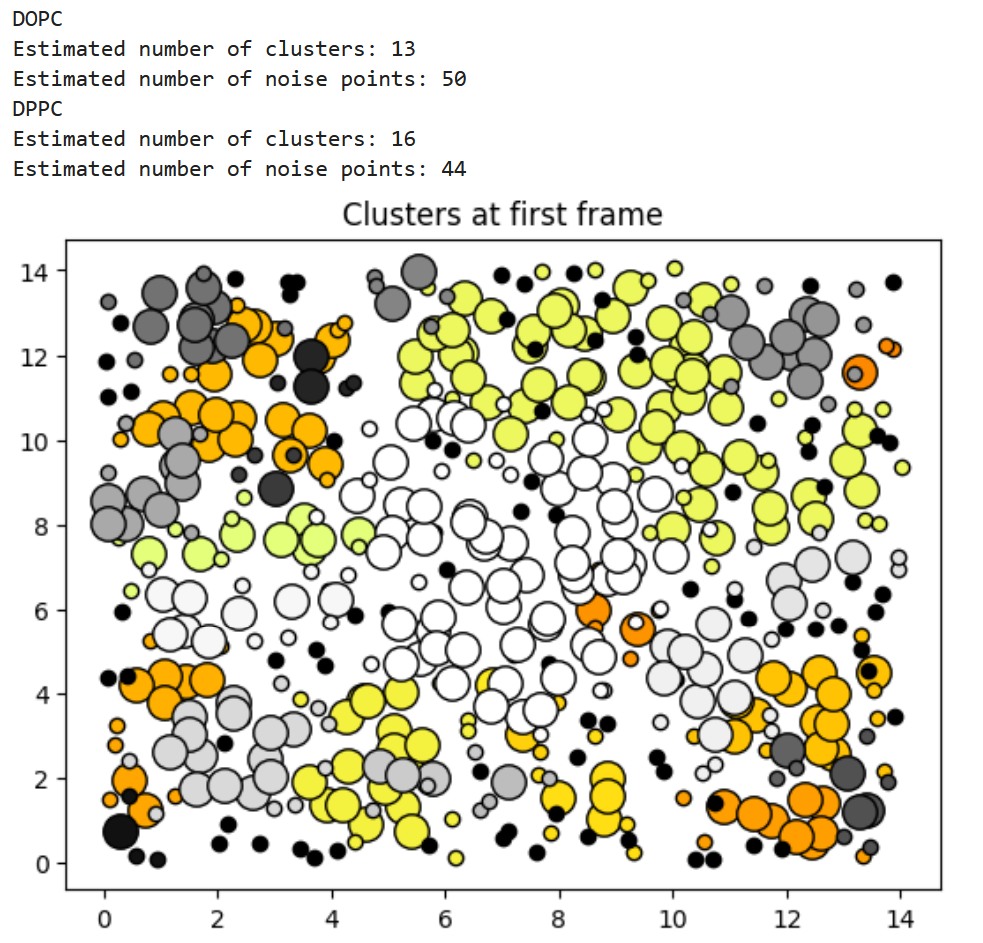 DOPC
Estimated number of clusters: 13
Estimated number of noise points: 50
DPPC
Estimated number of clusters: 16
Estimated number of noise points: 44
Clusters at first frame
14
12
10
8
6
4
2
0
0 2 4 6 8 10 12 14